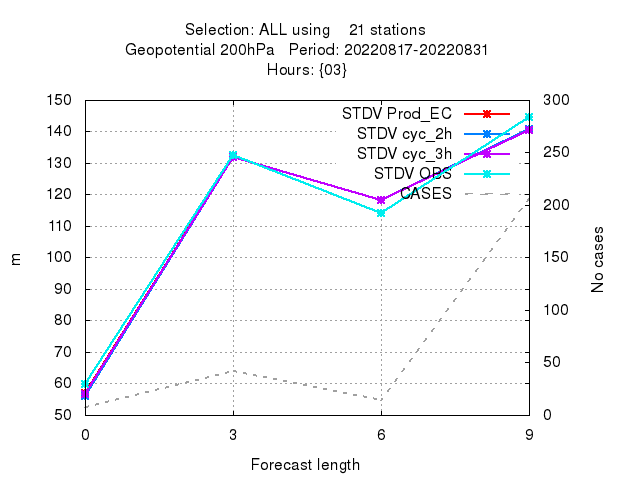 Selection: ALL using    21 stations
Geopotential 200hPa   Period: 20220817-20220831
Hours: {03}
150
140
130
120
110
100
90
80
70
60
50
m
STDV Prod_EC
STDV cyc_2h
STDV cyc_3h
STDV OBS
CASES
300
250
200
150
100
50
0
No cases
0
3
6
9
Forecast length